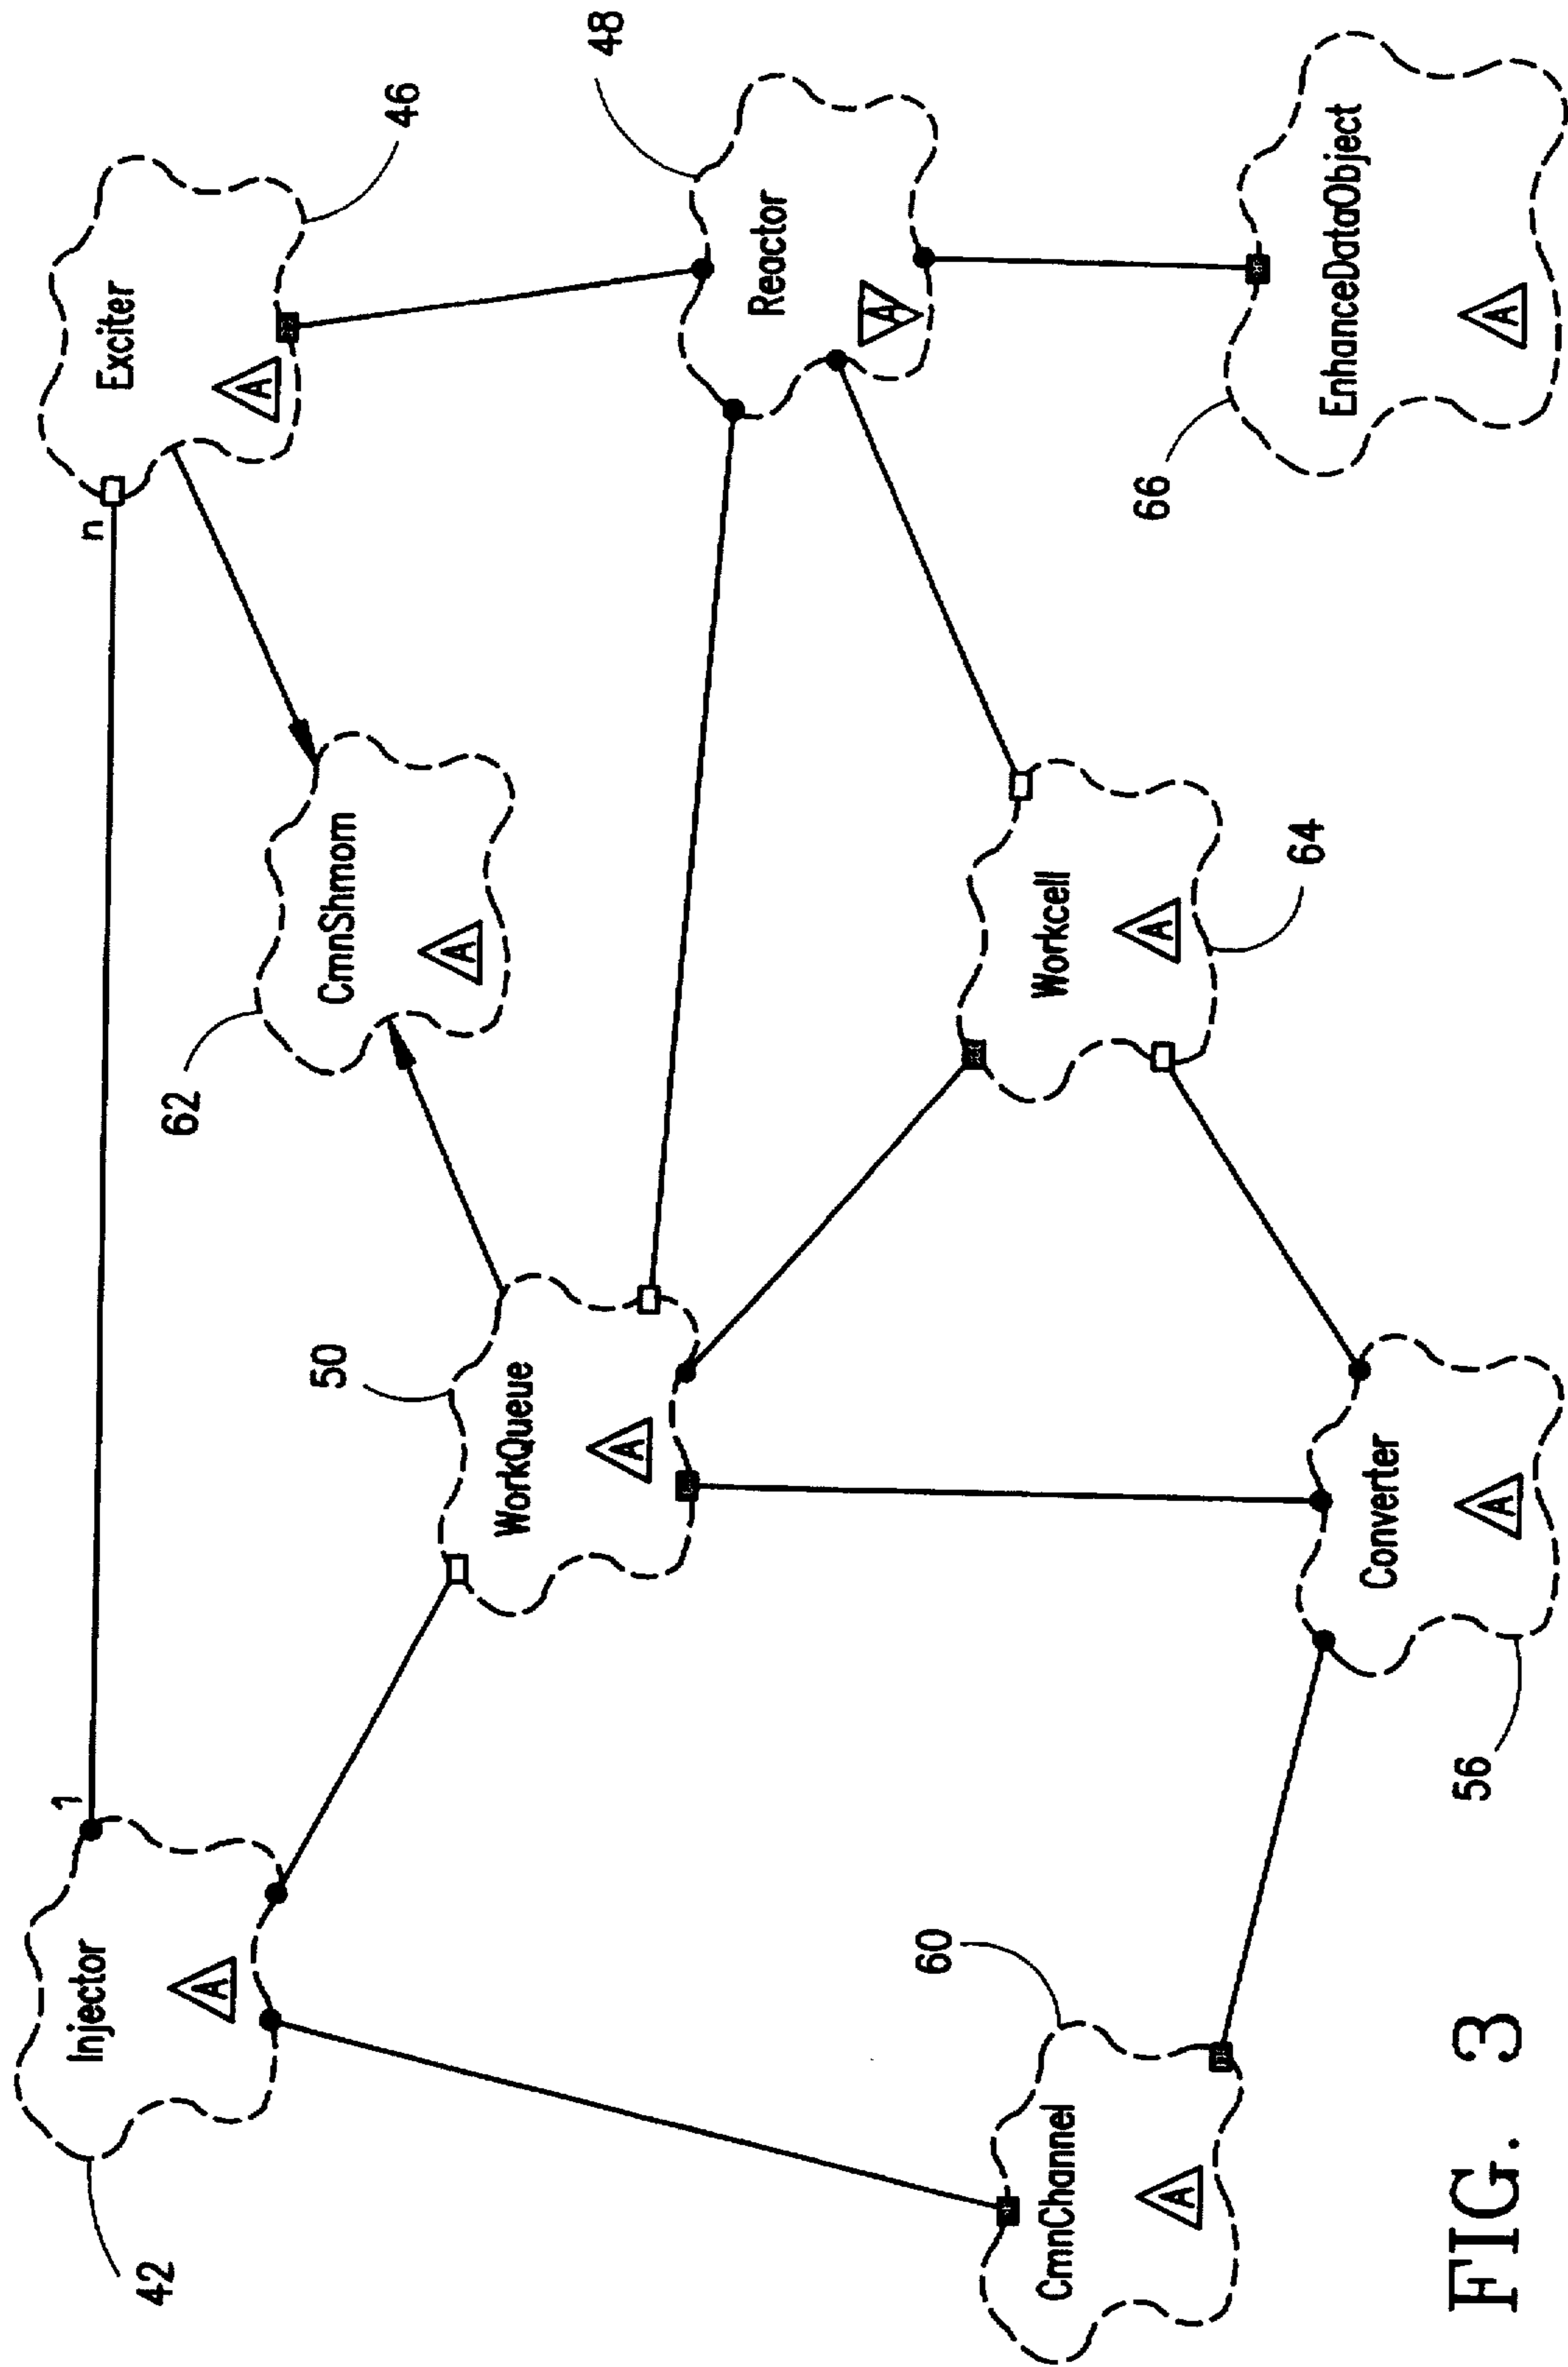 42
Injector
A
1
n
Exciter
A
46
62
CmnShmom
A
50
WorkQueue
A
48
Reactor
A
60
CmnChannel
A
Workcell
A
64
56
Converter
A
66
EnhanceDataObject
A
FIG. 3